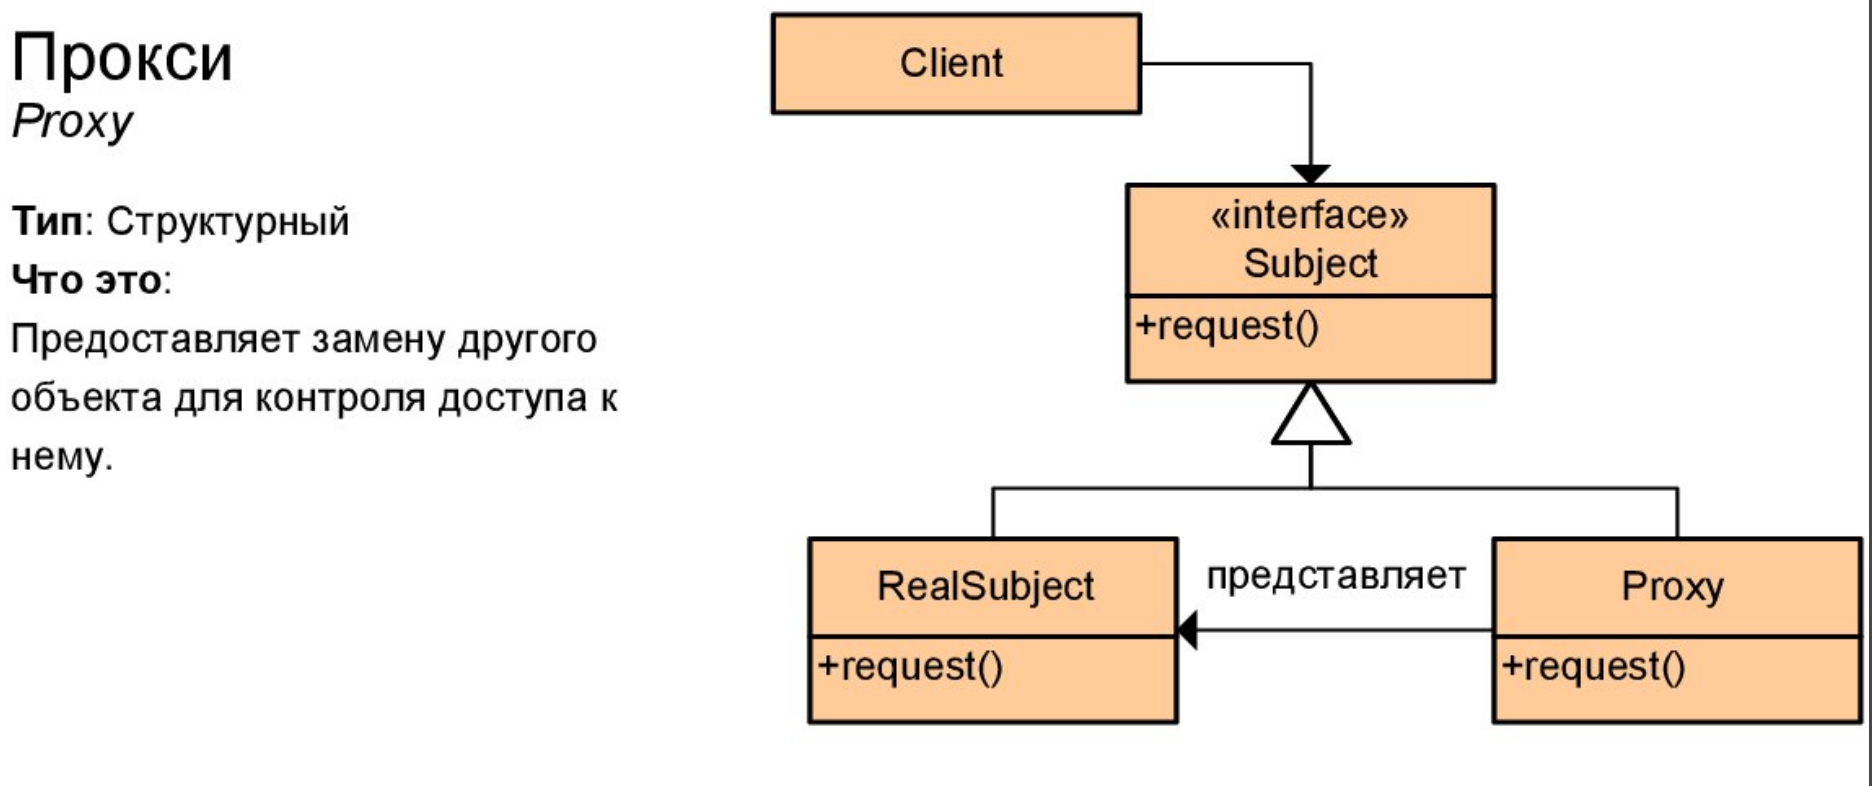 Прокси
Proxy
Тип: Структурный
Что это:
Предоставляет замену другого
объекта для контроля доступа к
нему.
Client
«interface»
Subject
+request()
RealSubject
+request()
представляет
Proxy
+request()